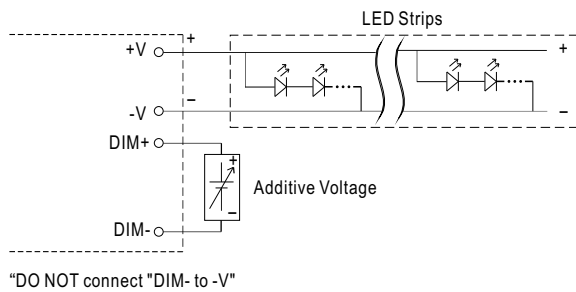 LED Strips
+V
+
+
-V
−
−
DIM+
+
Additive Voltage
−
DIM-
“DO NOT connect "DIM- to -V"